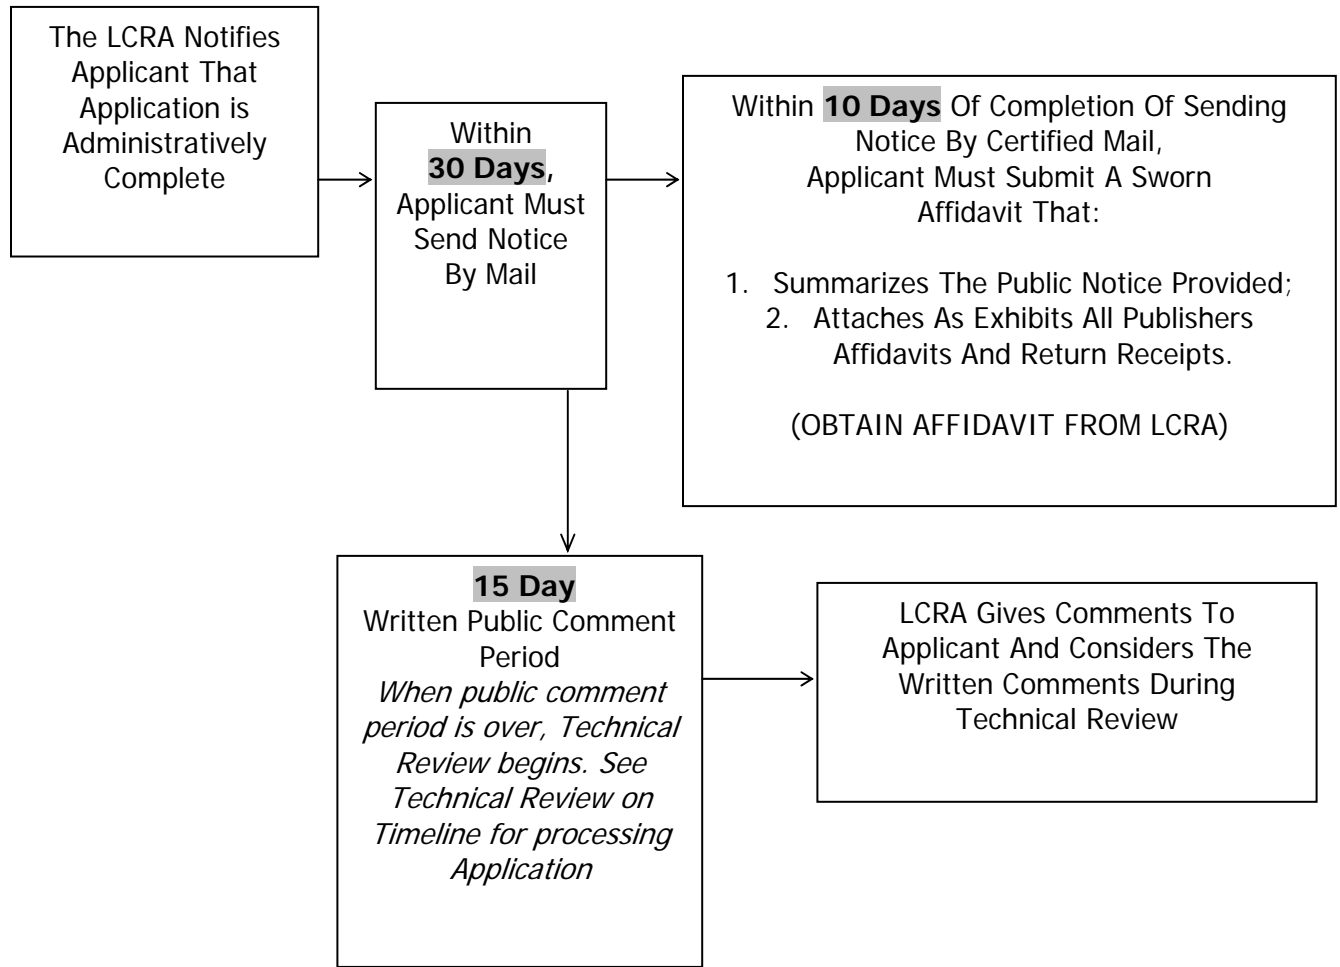 The LCRA Notifies
Applicant That
Application is
Administratively
Complete
Within
30 Days,
Applicant Must
Send Notice
By Mail
Within 10 Days Of Completion Of Sending
Notice By Certified Mail,
Applicant Must Submit A Sworn
Affidavit That:
1. Summarizes The Public Notice Provided;
2. Attaches As Exhibits All Publishers
Affidavits And Return Receipts.
(OBTAIN AFFIDAVIT FROM LCRA)
15 Day
Written Public Comment
Period
When public comment
period is over, Technical
Review begins. See
Technical Review on
Timeline for processing
Application
LCRA Gives Comments To
Applicant And Considers The
Written Comments During
Technical Review